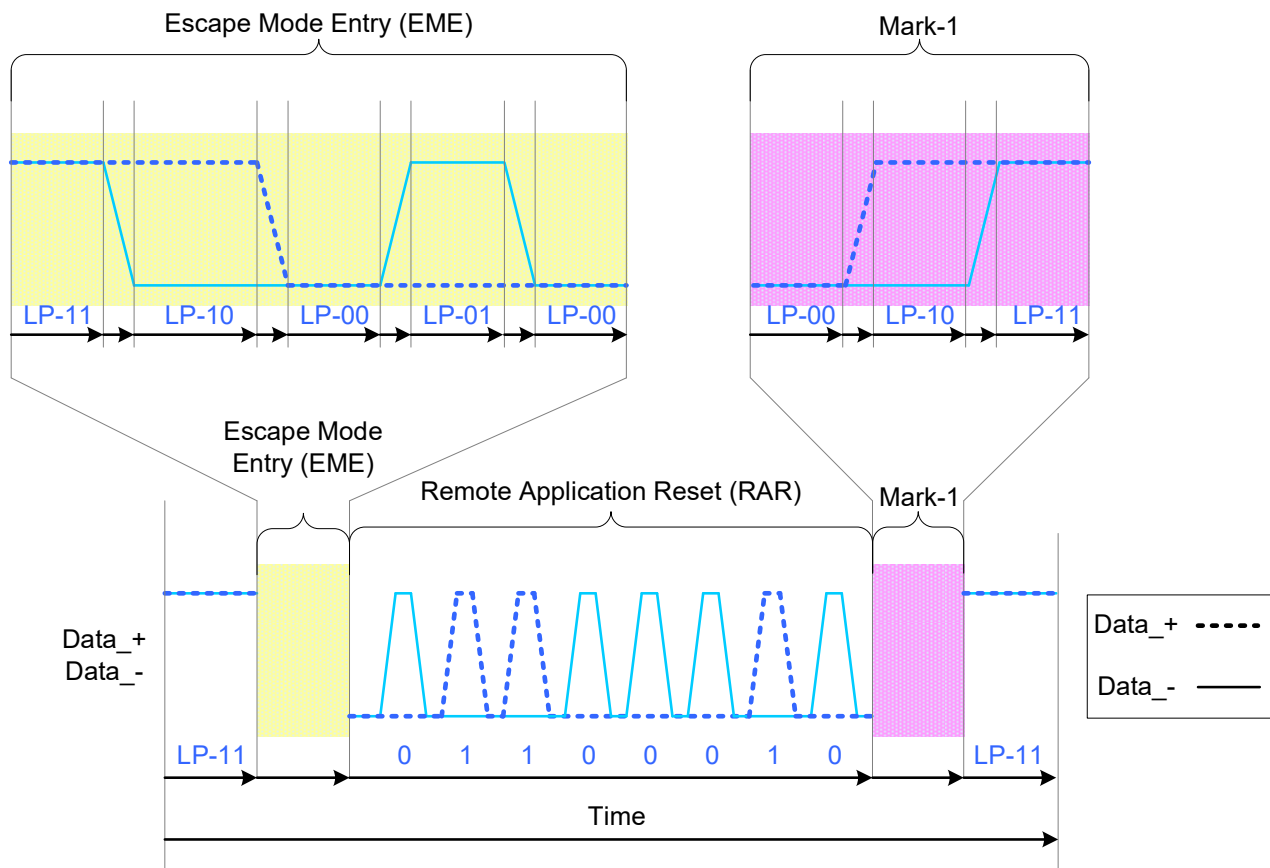 Escape Mode Entry (EME)
Mark-1
LP-11 LP-10 LP-00 LP-01 LP-00
LP-00 LP-10 LP-11
Escape Mode
Entry (EME)
Remote Application Reset (RAR)
Mark-1
Data_+
Data_-
Data_+
Data_-
LP-11 0 1 1 0 0 0 1 0 LP-11
Time